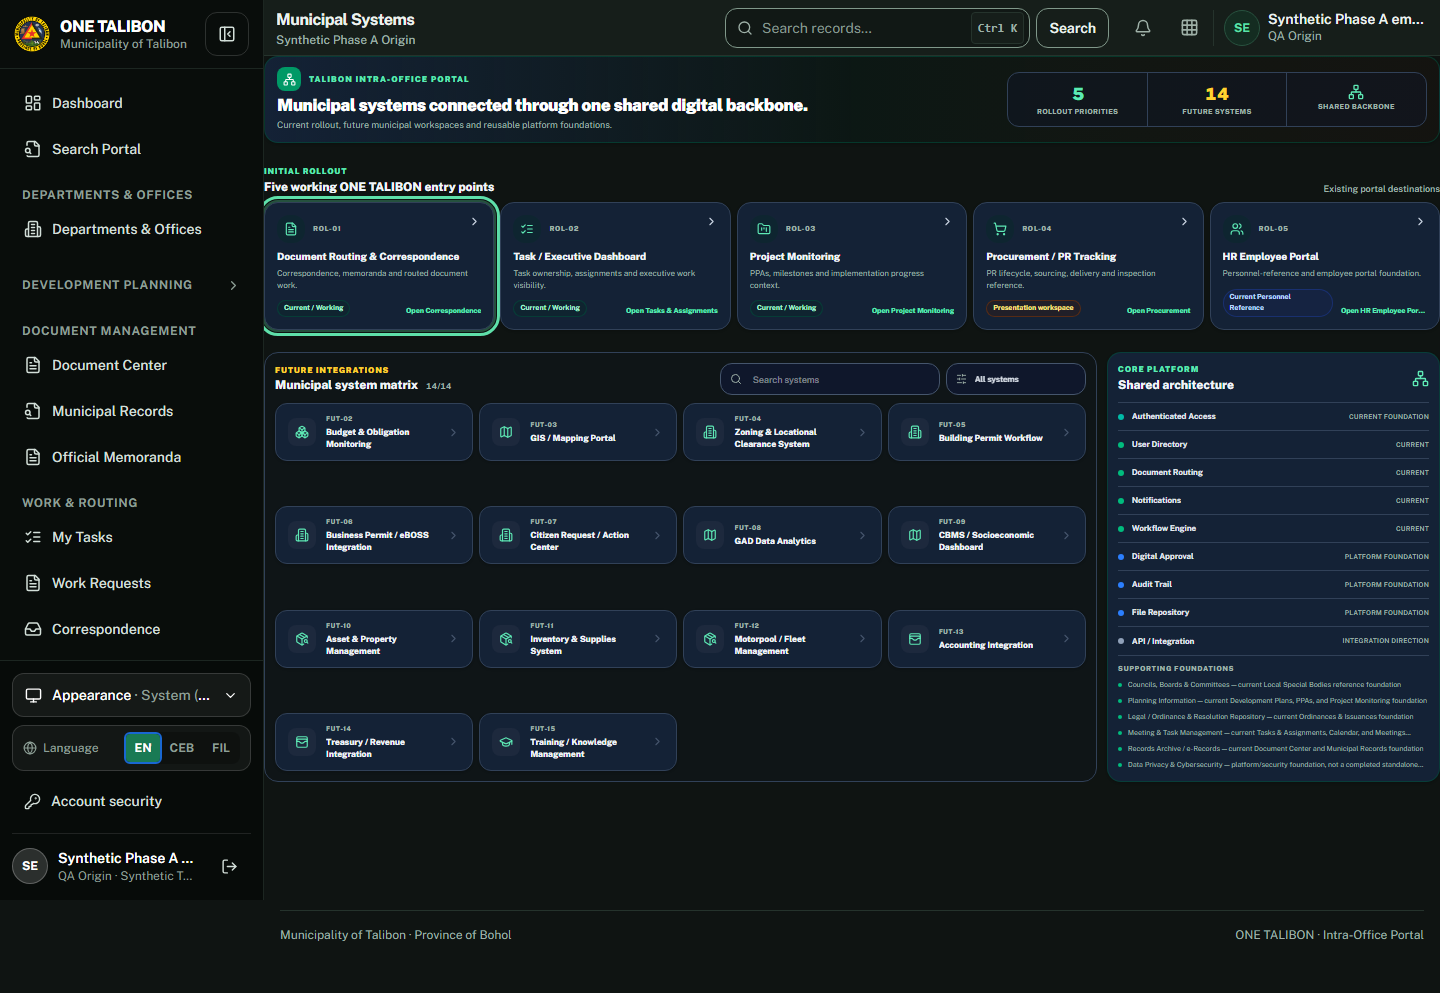 ONE TALIBON
Municipality of Talibon
Dashboard
Search Portal
DEPARTMENTS & OFFICES
Departments & Offices
DEVELOPMENT PLANNING
DOCUMENT MANAGEMENT
Document Center
Municipal Records
Official Memoranda
WORK & ROUTING
My Tasks
Work Requests
Correspondence
Appearance · System (...
Language EN CEB FIL
Account security
SE Synthetic Phase A ...
QA Origin · Synthetic T...
Municipal Systems
Synthetic Phase A Origin
Search records... Ctrl K Search
SE Synthetic Phase A em...
QA Origin
TALIBON INTRA-OFFICE PORTAL
Municipal systems connected through one shared digital backbone.
Current rollout, future municipal workspaces and reusable platform foundations.
5
ROLLOUT PRIORITIES
14
FUTURE SYSTEMS
SHARED BACKBONE
INITIAL ROLLOUT
Five working ONE TALIBON entry points
Existing portal destinations
ROL-01
Document Routing & Correspondence
Correspondence, memoranda and routed document
work.
Current / Working Open Correspondence
ROL-02
Task / Executive Dashboard
Task ownership, assignments and executive work
visibility.
Current / Working Open Tasks & Assignments
ROL-03
Project Monitoring
PPAs, milestones and implementation progress
context.
Current / Working Open Project Monitoring
ROL-04
Procurement / PR Tracking
PR lifecycle, sourcing, delivery and inspection
reference.
Presentation workspace Open Procurement
ROL-05
HR Employee Portal
Personnel-reference and employee portal foundation.
Current Personnel
Reference
Open HR Employee Por...
FUTURE INTEGRATIONS
Municipal system matrix 14/14
Search systems
All systems
FUT-02
Budget & Obligation
Monitoring
FUT-03
GIS / Mapping Portal
FUT-04
Zoning & Locational
Clearance System
FUT-05
Building Permit Workflow
FUT-06
Business Permit / eBOSS
Integration
FUT-07
Citizen Request / Action
Center
FUT-08
GAD Data Analytics
FUT-09
CBMS / Socioeconomic
Dashboard
FUT-10
Asset & Property
Management
FUT-11
Inventory & Supplies
System
FUT-12
Motorpool / Fleet
Management
FUT-13
Accounting Integration
FUT-14
Treasury / Revenue
Integration
FUT-15
Training / Knowledge
Management
CORE PLATFORM
Shared architecture
Authenticated Access CURRENT FOUNDATION
User Directory CURRENT
Document Routing CURRENT
Notifications CURRENT
Workflow Engine CURRENT
Digital Approval PLATFORM FOUNDATION
Audit Trail PLATFORM FOUNDATION
File Repository PLATFORM FOUNDATION
API / Integration INTEGRATION DIRECTION
SUPPORTING FOUNDATIONS
Councils, Boards & Committees — current Local Special Bodies reference foundation
Planning Information — current Development Plans, PPAs, and Project Monitoring foundation
Legal / Ordinance & Resolution Repository — current Ordinances & Issuances foundation
Meeting & Task Management — current Tasks & Assignments, Calendar, and Meetings...
Records Archive / e-Records — current Document Center and Municipal Records foundation
Data Privacy & Cybersecurity — platform/security foundation, not a completed standalone...
Municipality of Talibon · Province of Bohol
ONE TALIBON · Intra-Office Portal